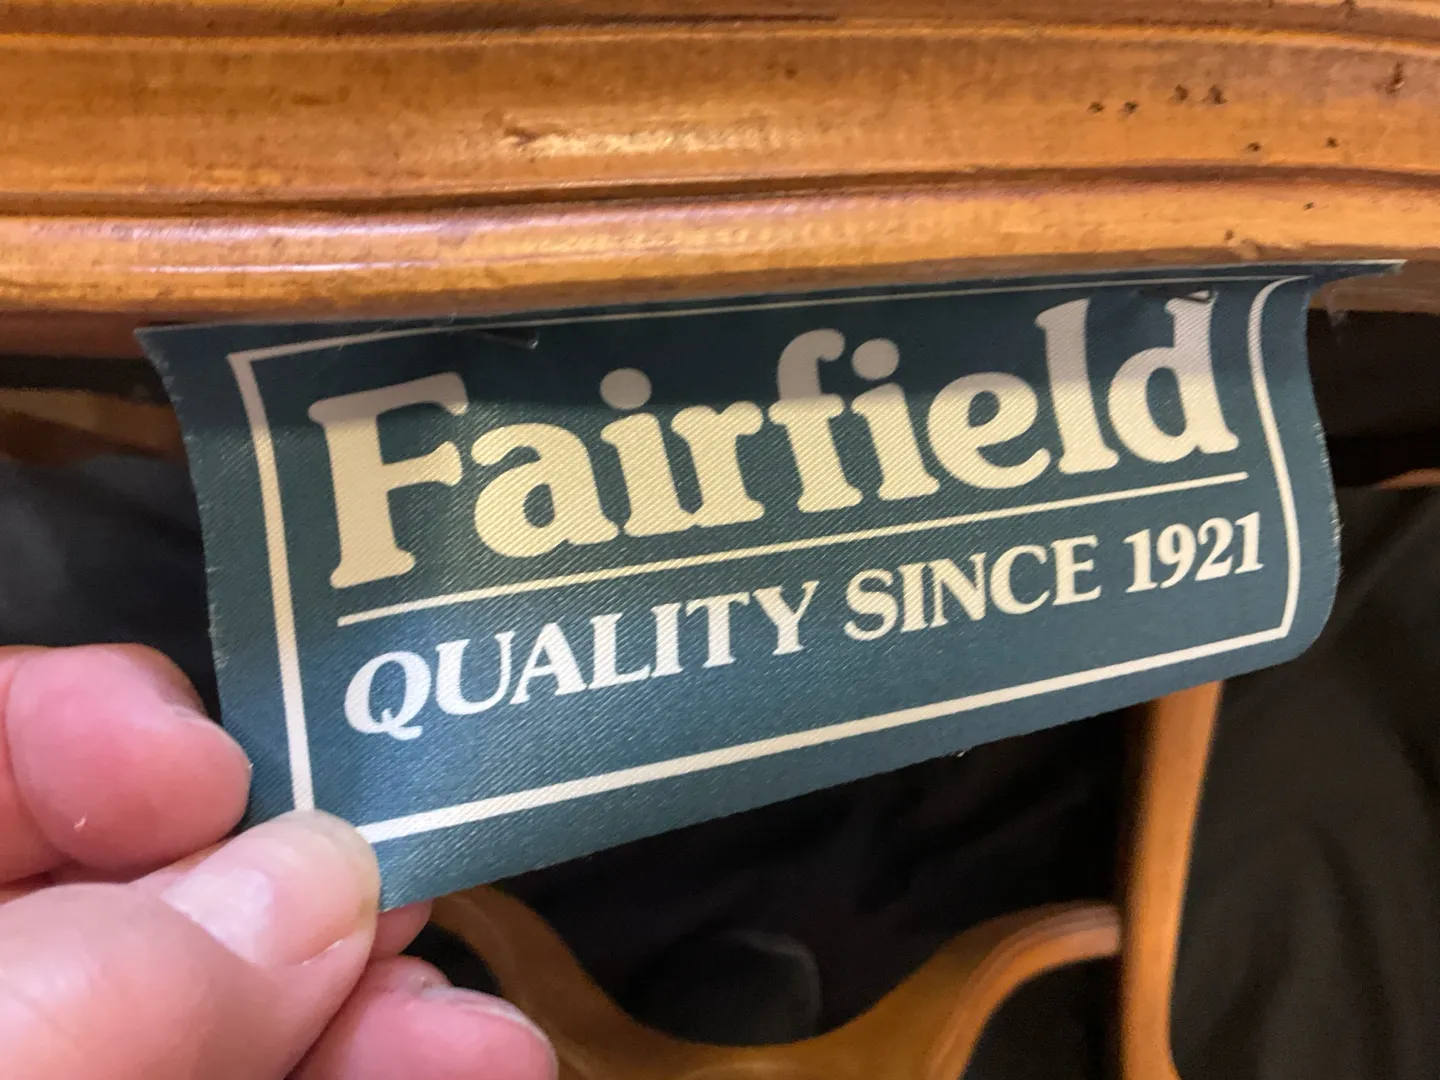 Fairfield
QUALITY SINCE 1921